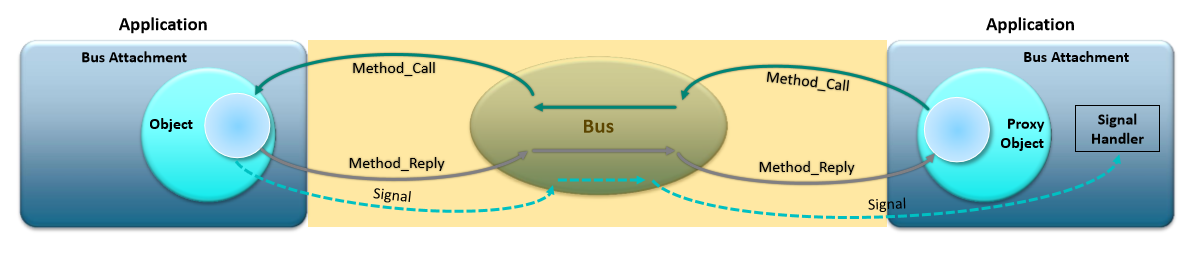 Application
Bus Attachment
Object
Method_Call
Method_Reply
Signal
Bus
Method_Call
Method_Reply
Signal
Application
Bus Attachment
Proxy
Object
Signal
Handler